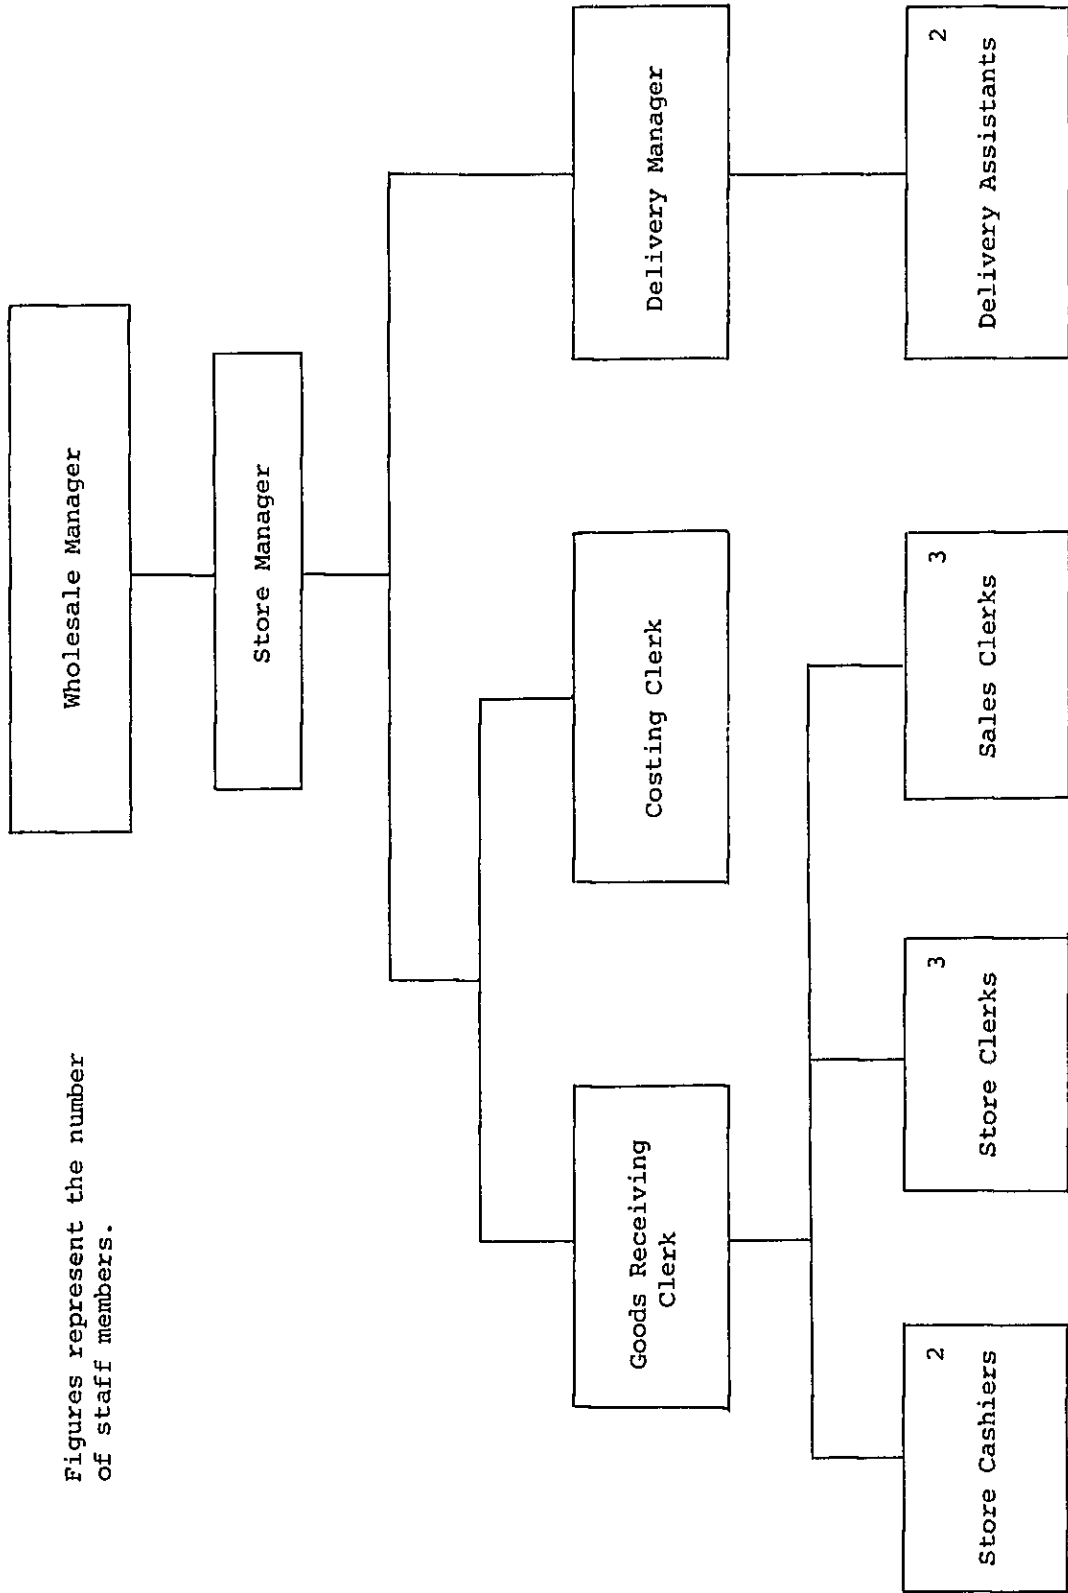 Figures represent the number
of staff members.
Wholesale Manager
Store Manager
Goods Receiving
Clerk
Costing Clerk
Delivery Manager
2
Store Cashiers
3
Store Clerks
3
Sales Clerks
2
Delivery Assistants